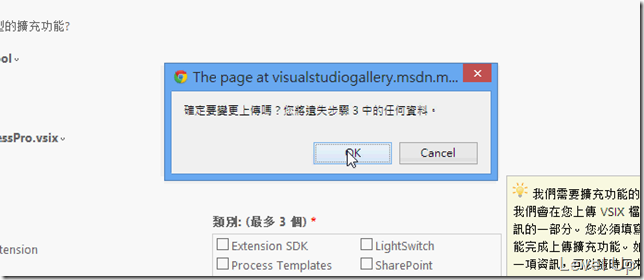 型的擴充功能?
ool
The page at visualstudiogallery.msdn.m...
確定要變更上傳嗎？您將遺失步驟 3 中的任何資料。
essPro.vsix
OK
Cancel
我們需要擴充功能的
我們會在您上傳 VSIX 檔
訊的一部分。您必須填寫
能完成上傳擴充功能。如
一項資訊，可以隨時回來
類別: (最多 3 個) *
tension
Extension SDK
LightSwitch
Process Templates
SharePoint